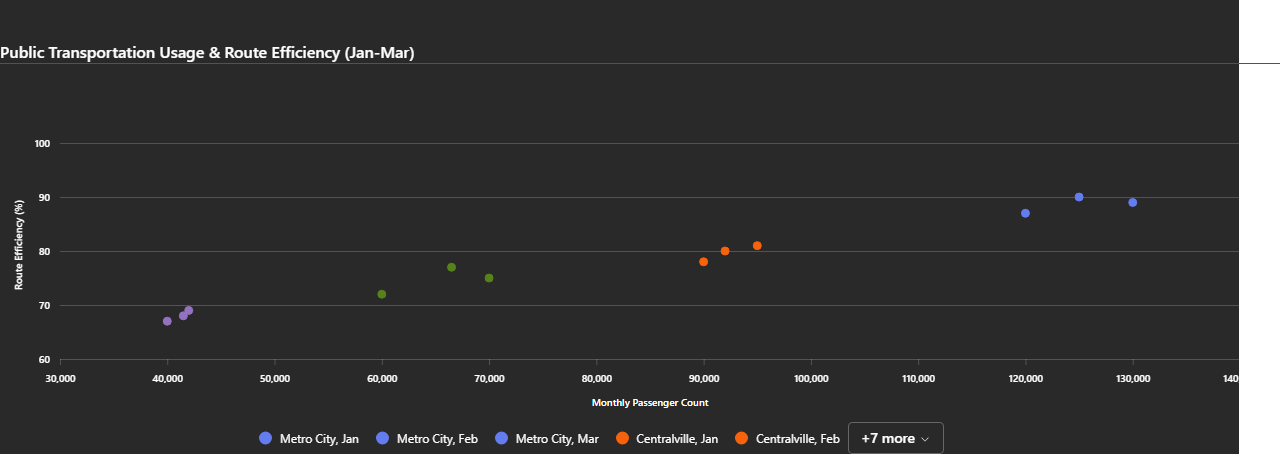 Public Transportation Usage & Route Efficiency (Jan-Mar)
100
90
80
70
60
Route Efficiency (%)
30,000 40,000 50,000 60,000 70,000 80,000 90,000 100,000 110,000 120,000 130,000 140
Monthly Passenger Count
Metro City, Jan Metro City, Feb Metro City, Mar Centralville, Jan Centralville, Feb +7 more